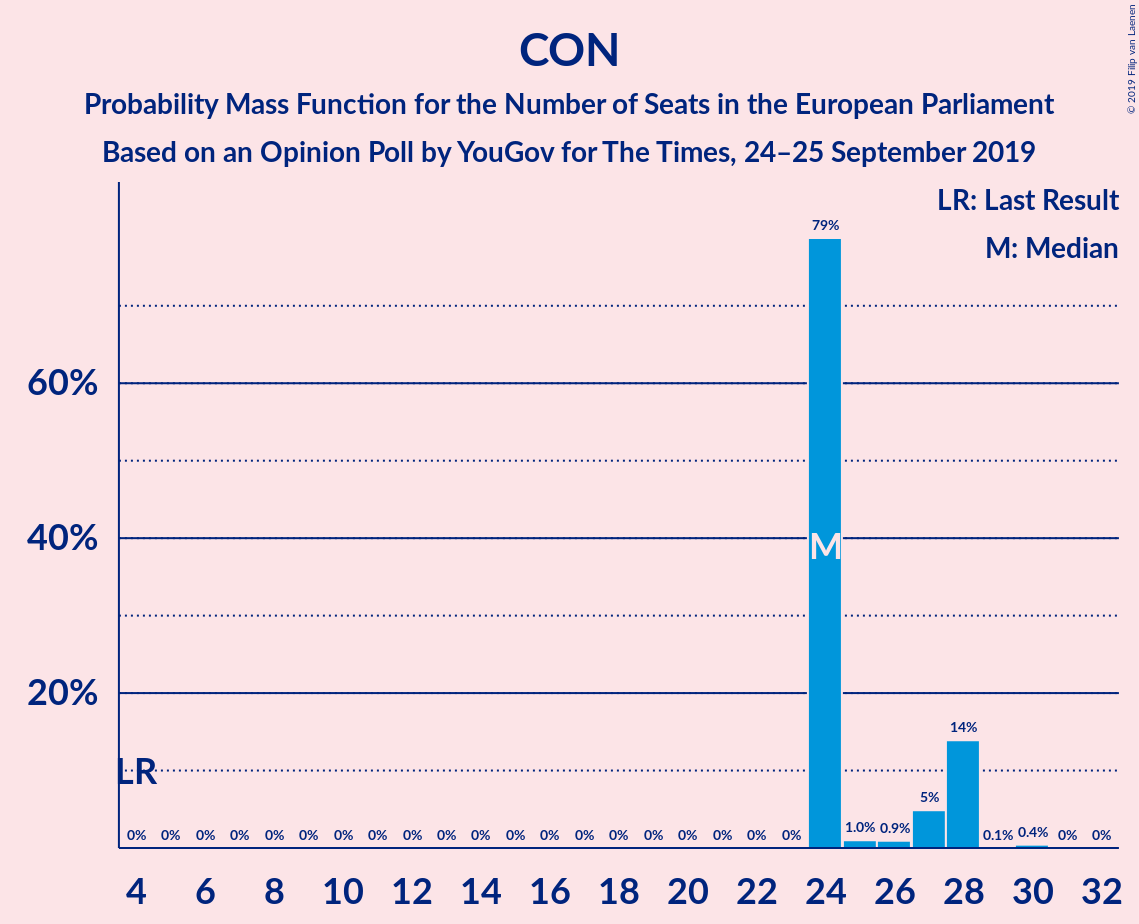 CON
Probability Mass Function for the Number of Seats in the European Parliament
Based on an Opinion Poll by YouGov for The Times, 24–25 September 2019
© 2019 Filip van Laenen
LR: Last Result
M: Median
79%
60%
40%
M
20%
14%
LR
5%
0% 0% 0% 0% 0% 0% 0% 0% 0% 0% 0% 0% 0% 0% 0% 0% 0% 0% 0% 0% 1.0% 0.9% 0.1% 0.4% 0% 0%
4 6 8 10 12 14 16 18 20 22 24 26 28 30 32